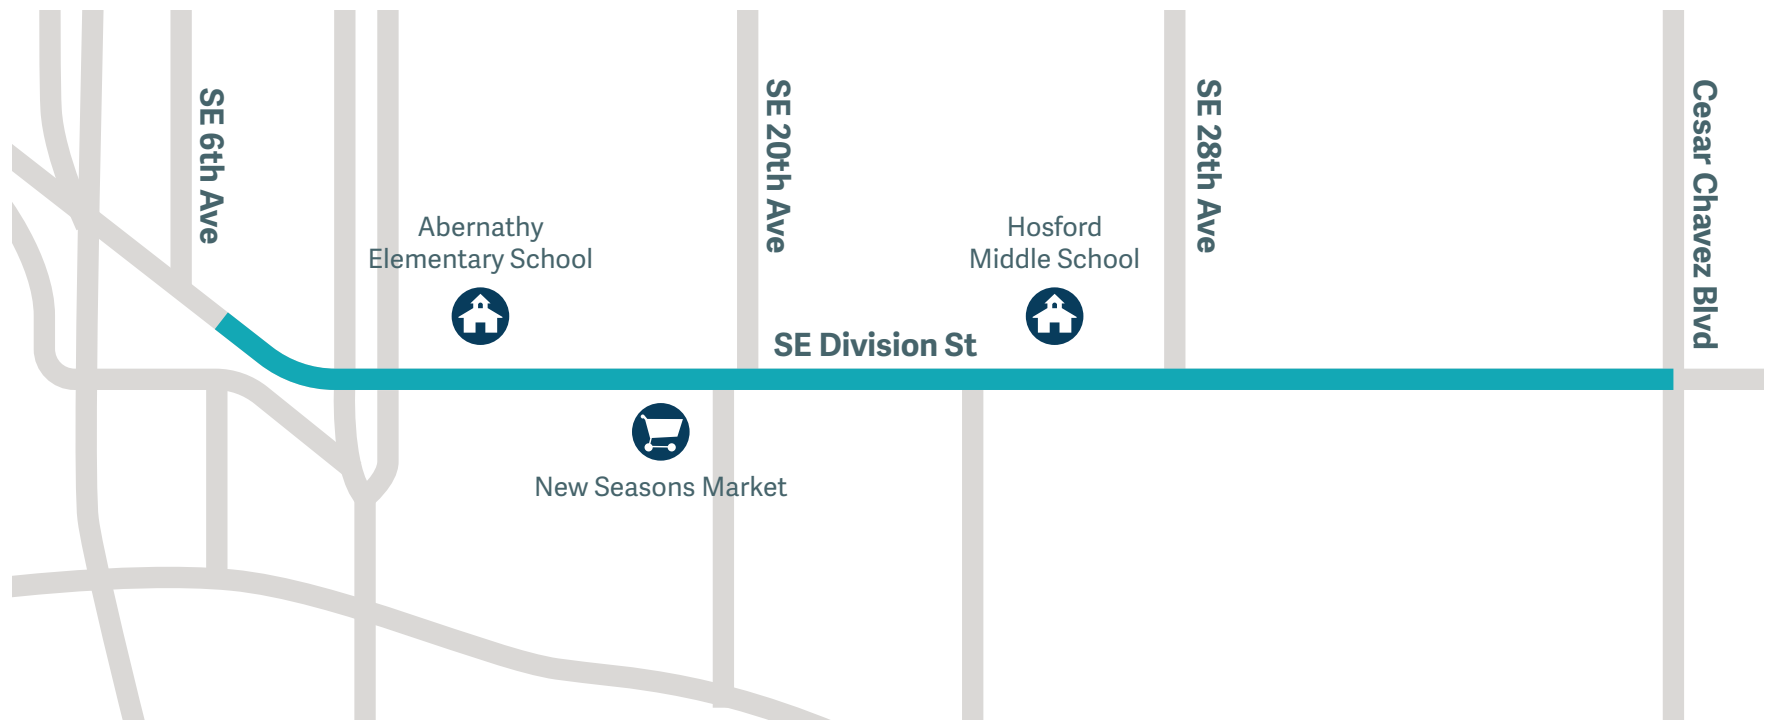 SE 6th Ave
Abernathy
Elementary School
SE 20th Ave
Hosford
Middle School
SE 28th Ave
Cesar Chavez Blvd
SE Division St
New Seasons Market